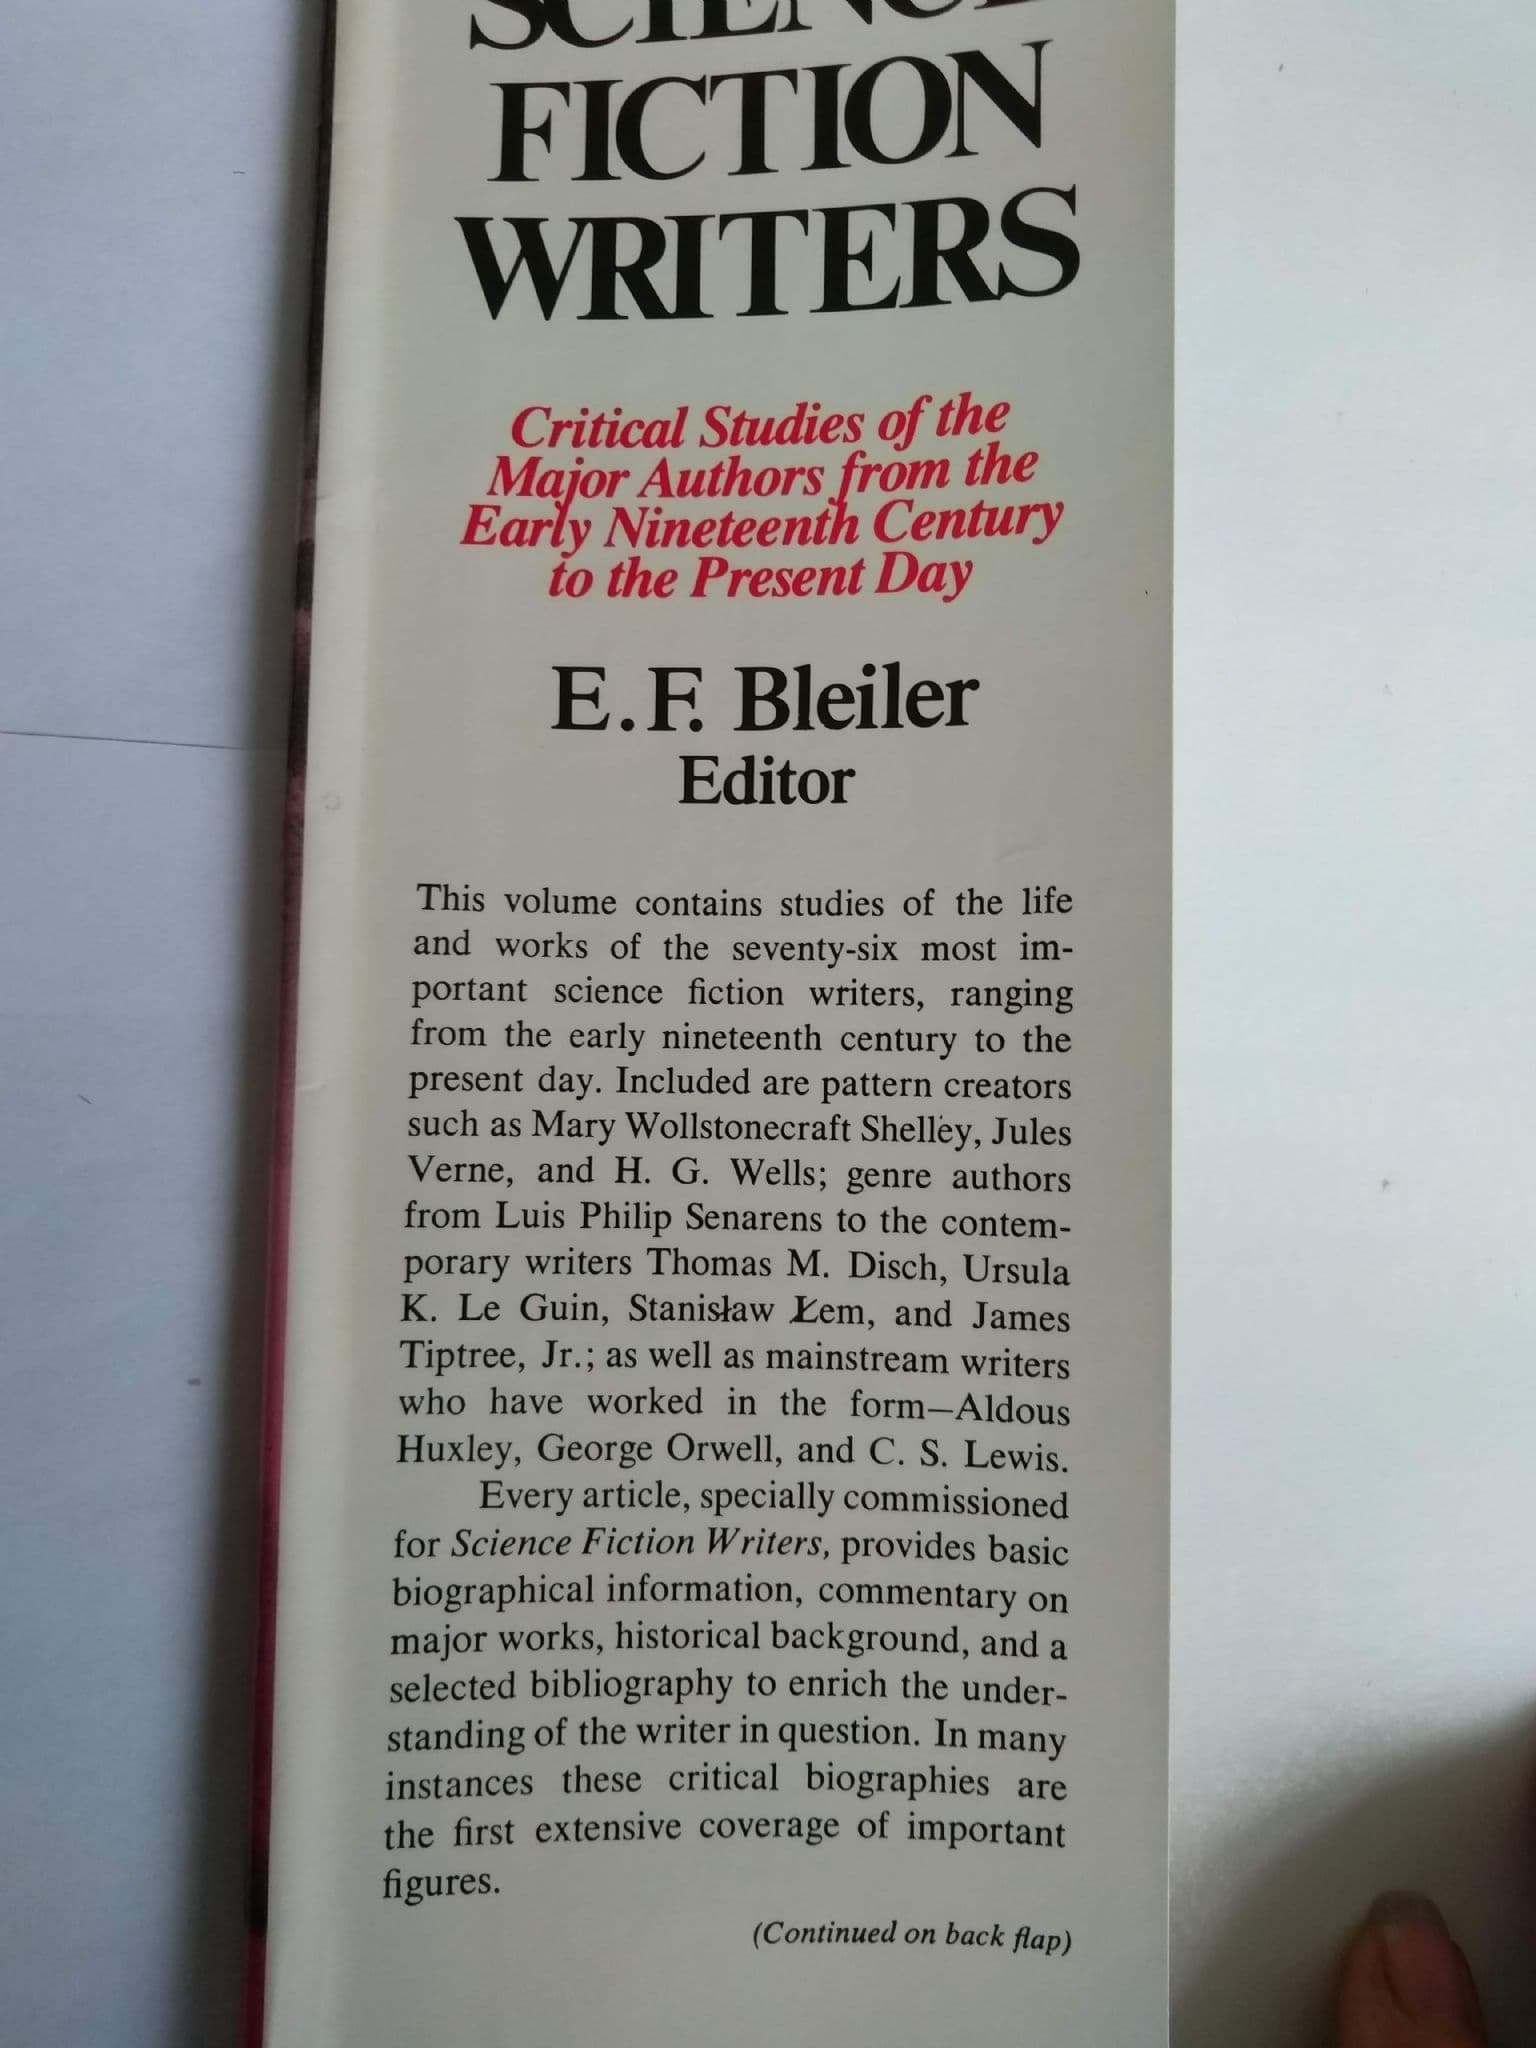 SCIENCE
FICTION
WRITERS
Critical Studies of the
Major Authors from the
Early Nineteenth Century
to the Present Day
E.F. Bleiler
Editor
This volume contains studies of the life
and works of the seventy-six most im-
portant science fiction writers, ranging
from the early nineteenth century to the
present day. Included are pattern creators
such as Mary Wollstonecraft Shelley, Jules
Verne, and H. G. Wells; genre authors
from Luis Philip Senarens to the contem-
porary writers Thomas M. Disch, Ursula
K. Le Guin, Stanisław Łem, and James
Tiptree, Jr.; as well as mainstream writers
who have worked in the form—Aldous
Huxley, George Orwell, and C. S. Lewis.
Every article, specially commissioned
for Science Fiction Writers, provides basic
biographical information, commentary on
major works, historical background, and a
selected bibliography to enrich the under-
standing of the writer in question. In many
instances these critical biographies are
the first extensive coverage of important
figures.
(Continued on back flap)